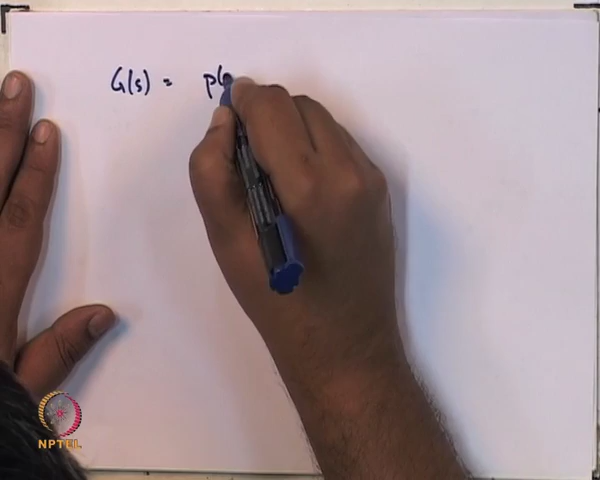 G(s) = p(
NPTEL